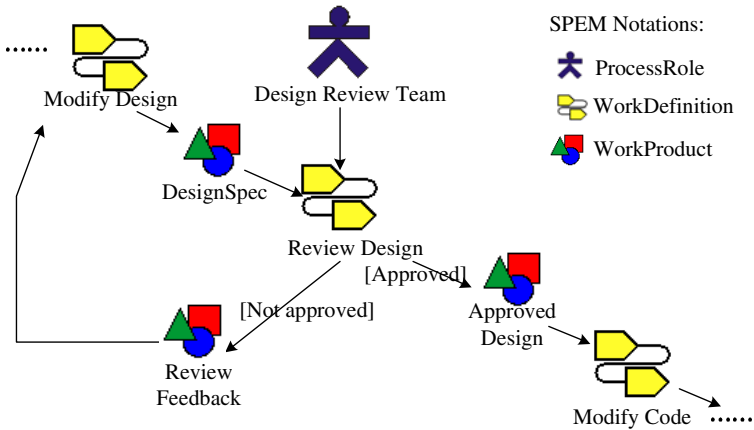 SPEM Notations:
ProcessRole
WorkDefinition
WorkProduct
......
Modify Design
Design Review Team
DesignSpec
Review Design
[Approved]
[Not approved]
Approved
Design
Review
Feedback
Modify Code
......